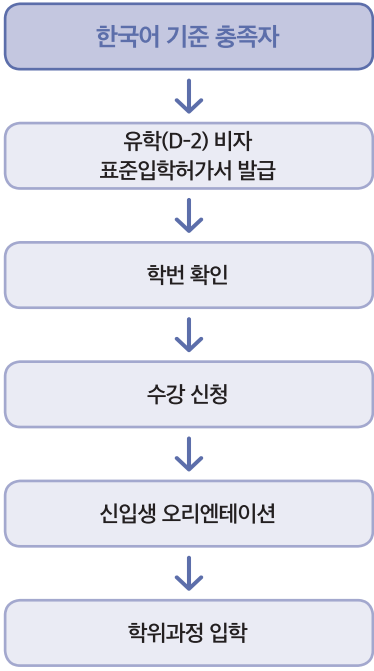 한국어 기준 충족자
유학(D-2) 비자
표준입학허가서 발급
학번 확인
수강 신청
신입생 오리엔테이션
학위과정 입학